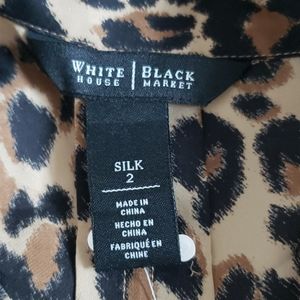 WHITE | BLACK
HOUSE | MARKET
SILK
2
MADE IN
CHINA
HECHO EN
CHINA
FABRIQUÉ EN
CHINE